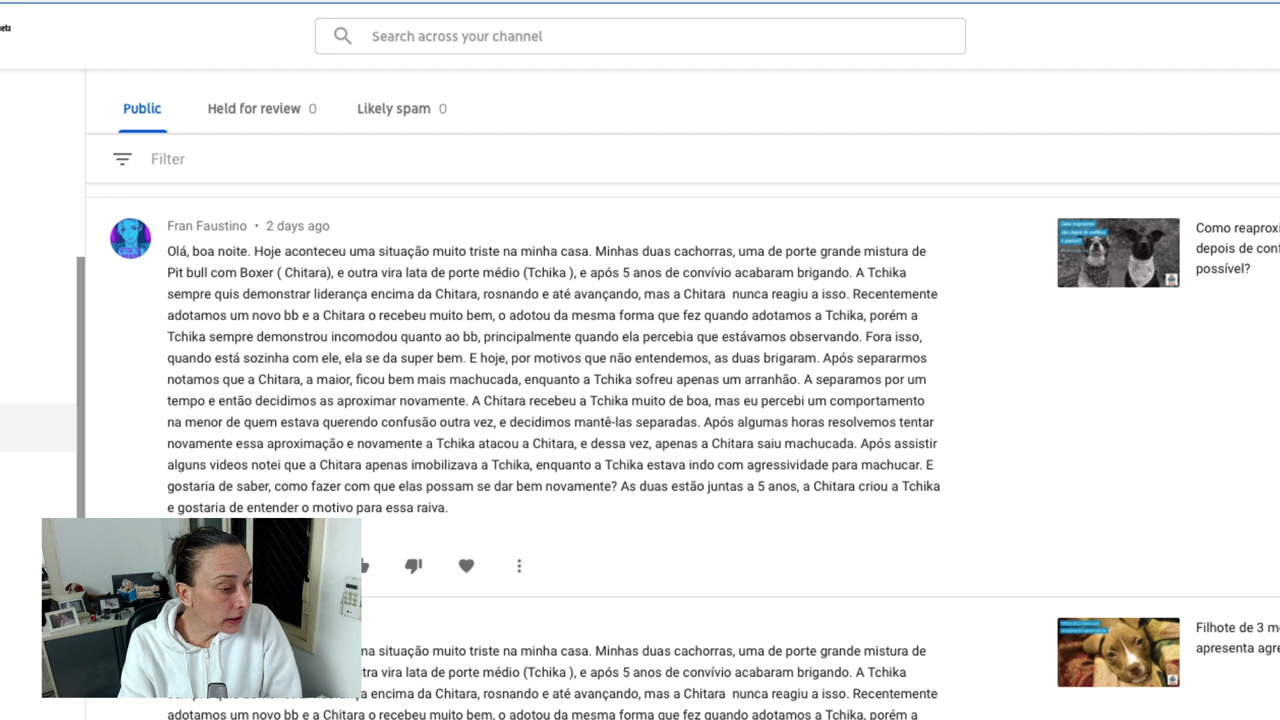 Search across your channel
Public
Held for review 0
Likely spam 0
Filter
Fran Faustino • 2 days ago
Olá, boa noite. Hoje aconteceu uma situação muito triste na minha casa. Minhas duas cachorras, uma de porte grande mistura de
Pit bull com Boxer ( Chitara), e outra vira lata de porte médio (Tchika ), e após 5 anos de convívio acabaram brigando. A Tchika
sempre quis demonstrar liderança encima da Chitara, rosnando e até avançando, mas a Chitara nunca reagiu a isso. Recentemente
adotamos um novo bb e a Chitara o recebeu muito bem, o adotou da mesma forma que fez quando adotamos a Tchika, porém a
Tchika sempre demonstrou incomodou quanto ao bb, principalmente quando ela percebia que estávamos observando. Fora isso,
quando está sozinha com ele, ela se da super bem. E hoje, por motivos que não entendemos, as duas brigaram. Após separarmos
notamos que a Chitara, a maior, ficou bem mais machucada, enquanto a Tchika sofreu apenas um arranhão. A separamos por um
tempo e então decidimos as aproximar novamente. A Chitara recebeu a Tchika muito de boa, mas eu percebi um comportamento
na menor de quem estava querendo confusão outra vez, e decidimos mantê-las separadas. Após algumas horas resolvemos tentar
novamente essa aproximação e novamente a Tchika atacou a Chitara, e dessa vez, apenas a Chitara saiu machucada. Após assistir
alguns videos notei que a Chitara apenas imobilizava a Tchika, enquanto a Tchika estava indo com agressividade para machucar. E
gostaria de saber, como fazer com que elas possam se dar bem novamente? As duas estão juntas a 5 anos, a Chitara criou a Tchika
e gostaria de entender o motivo para essa raiva.
Como reaproxi
depois de conf
possível?
na situação muito triste na minha casa. Minhas duas cachorras, uma de porte grande mistura de
tra vira lata de porte médio (Tchika ), e após 5 anos de convívio acabaram brigando. A Tchika
a encima da Chitara, rosnando e até avançando, mas a Chitara nunca reagiu a isso. Recentemente
adotamos um novo bb e a Chitara o recebeu muito bem, o adotou da mesma forma que fez quando adotamos a Tchika, porém a
Filhote de 3 m
apresenta agre